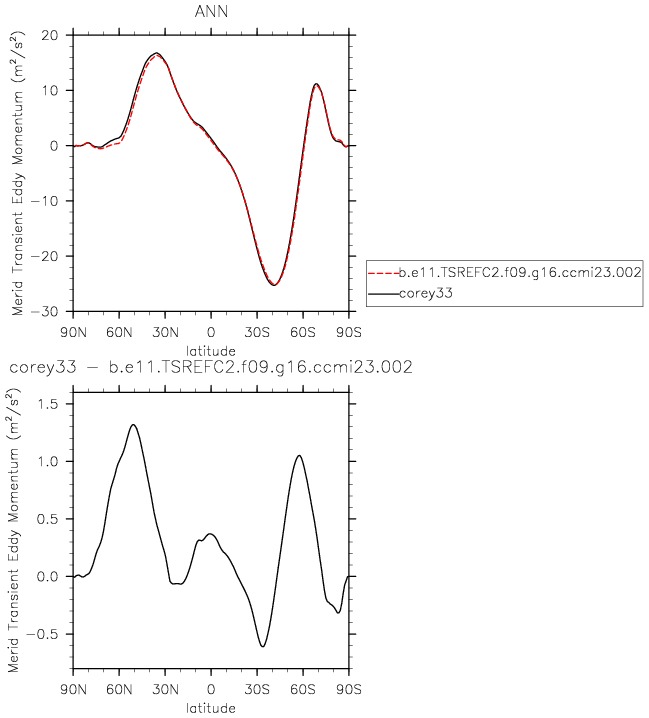 ANN
Merid Transient Eddy Momentum (m²/s²)
20
10
0
−10
−20
−30
90N 60N 30N 0 30S 60S 90S
latitude
b.e11.TSREFC2.f09.g16.ccmi23.002
corey33
corey33 − b.e11.TSREFC2.f09.g16.ccmi23.002
Merid Transient Eddy Momentum (m²/s²)
1.5
1.0
0.5
0.0
−0.5
90N 60N 30N 0 30S 60S 90S
latitude